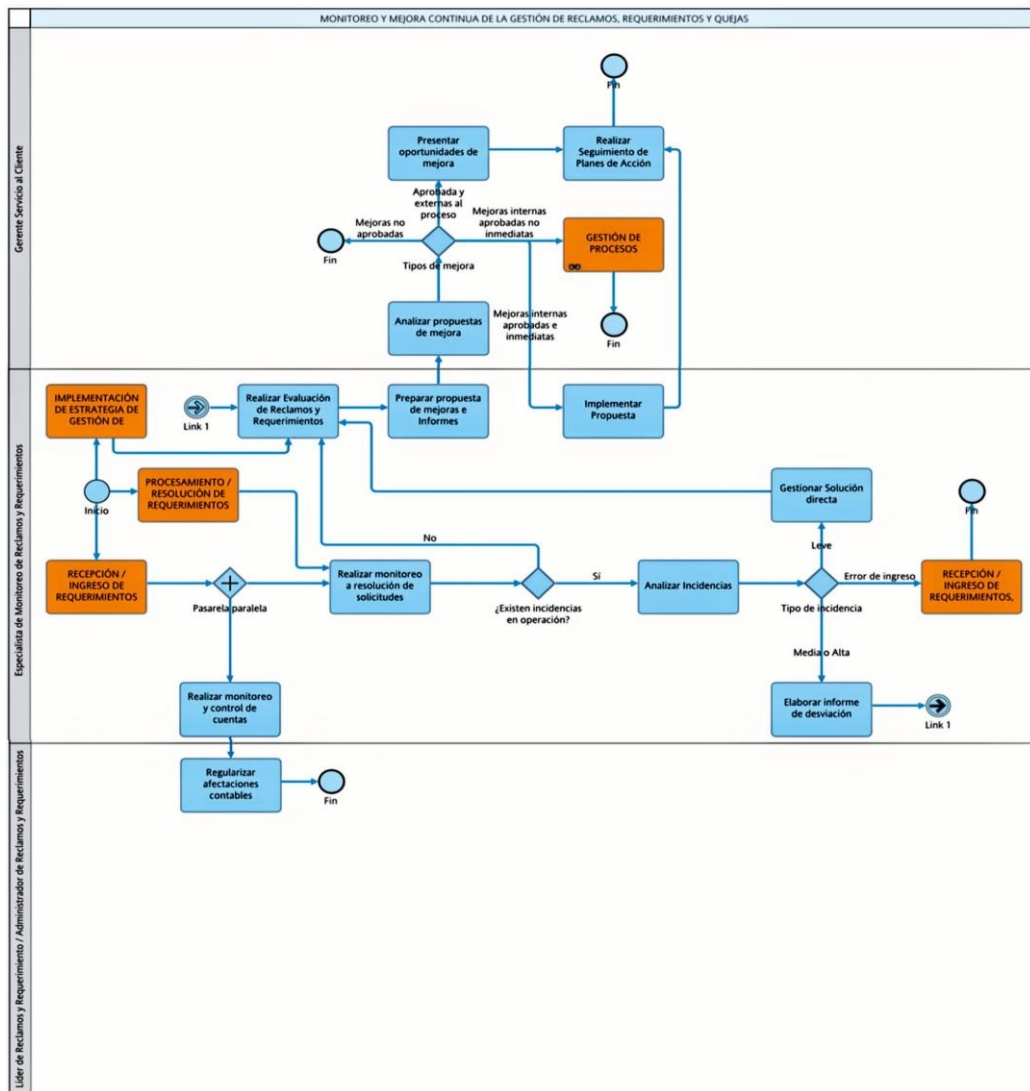 MONITOREO Y MEJORA CONTINUA DE LA GESTIÓN DE RECLAMOS, REQUERIMIENTOS Y QUEJAS
Gerente Servicio al Cliente
Fin
Presentar
oportunidades de
mejora
Realizar
Seguimiento de
Planes de Acción
Aprobada y
externas al
proceso
Mejoras no
aprobadas
Mejoras internas
aprobadas no
inmediatas
GESTIÓN DE
PROCESOS
Fin
Tipos de mejora
Analizar propuestas
de mejora
Mejoras internas
aprobadas e
inmediatas
Fin
Especialista de Monitoreo de Reclamos y Requerimientos
IMPLEMENTACIÓN
DE ESTRATEGIA DE
GESTIÓN DE
Link 1
Realizar Evaluación
de Reclamos y
Requerimientos
Preparar propuesta
de mejoras e
Informes
Implementar
Propuesta
Inicio
PROCESAMIENTO /
RESOLUCIÓN DE
REQUERIMIENTOS
Gestionar Solución
directa
Fin
No
Leve
RECEPCIÓN /
INGRESO DE
REQUERIMIENTOS
Pasarela paralela
Realizar monitoreo
a resolución de
solicitudes
¿Existen incidencias
en operación?
Sí
Analizar Incidencias
Tipo de incidencia
Error de ingreso
RECEPCIÓN /
INGRESO DE
REQUERIMIENTOS,
Media o Alta
Realizar monitoreo
y control de
cuentas
Elaborar informe
de desviación
Link 1
Líder de Reclamos y Requerimiento / Administrador de Reclamos y Requerimientos
Regularizar
afectaciones
contables
Fin